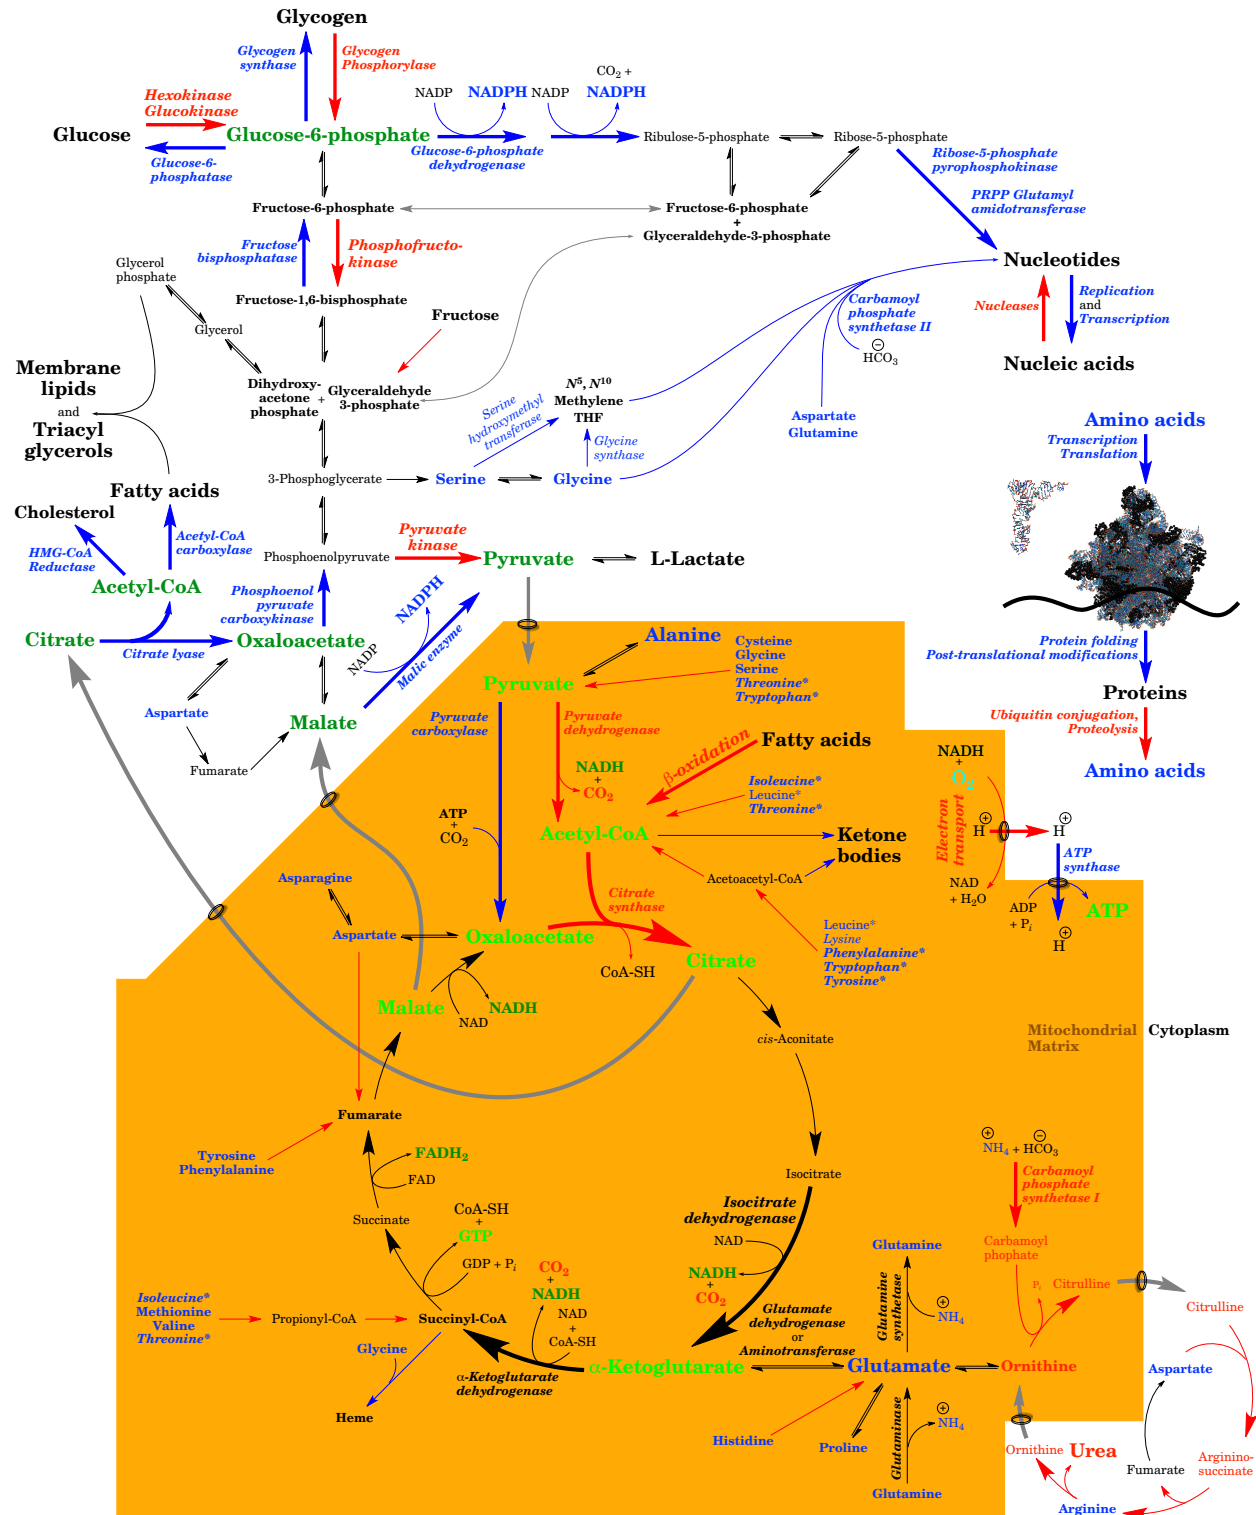 Glycogen
Glycogen
synthase
Glycogen
Phosphorylase
Hexokinase
Glucokinase
Glucose
Glucose-6-phosphate
Glucose-6-
phosphatase
NADP
NADPH
NADP
CO2 +
NADPH
Glucose-6-phosphate
dehydrogenase
Ribulose-5-phosphate
Ribose-5-phosphate
Ribose-5-phosphate
pyrophosphokinase
PRPP Glutamyl
amidotransferase
Fructose-6-phosphate
Fructose-6-phosphate
+
Glyceraldehyde-3-phosphate
Fructose
bisphosphatase
Phosphofructo-
kinase
Nucleotides
Nucleases
Replication
and
Transcription
Nucleic acids
Glycerol
phosphate
Glycerol
Fructose-1,6-bisphosphate
Fructose
Carbamoyl
phosphate
synthetase II
−
HCO3
Membrane
lipids
and
Triacyl
glycerols
Dihydroxy-
acetone
phosphate
+
Glyceraldehyde
3-phosphate
N5, N10
Methylene
THF
Serine
hydroxymethyl
transferase
Glycine
synthase
Aspartate
Glutamine
Amino acids
Transcription
Translation
3-Phosphoglycerate
Serine
Glycine
Fatty acids
Cholesterol
HMG-CoA
Reductase
Acetyl-CoA
carboxylase
Acetyl-CoA
Phosphoenolpyruvate
Pyruvate
kinase
Pyruvate
L-Lactate
Phosphoenol
pyruvate
carboxykinase
NADPH
NADP
Malic enzyme
Citrate
Citrate lyase
Oxaloacetate
Aspartate
Fumarate
Malate
Protein folding
Post-translational modifications
Proteins
Ubiquitin conjugation,
Proteolysis
Amino acids
Alanine
Cysteine
Glycine
Serine
Threonine*
Tryptophan*
Pyruvate
Pyruvate
carboxylase
Pyruvate
dehydrogenase
NADH
+
CO2
Fatty acids
β-oxidation
Isoleucine*
Leucine*
Threonine*
ATP
+
CO2
Acetyl-CoA
Ketone
bodies
Acetoacetyl-CoA
Citrate
synthase
Leucine*
Lysine
Phenylalanine*
Tryptophan*
Tyrosine*
NADH
+
O2
Electron
transport
+
H
+
H
NAD
+ H2O
ATP
synthase
ADP
+ Pi
ATP
+
H
Asparagine
Aspartate
Oxaloacetate
CoA-SH
Citrate
Malate
NADH
NAD
cis-Aconitate
Mitochondrial
Matrix
Cytoplasm
Fumarate
Tyrosine
Phenylalanine
FADH2
FAD
Succinate
CoA-SH
+
GTP
GDP + Pi
Isocitrate
Isocitrate
dehydrogenase
NAD
NADH
+
CO2
CO2
+
NADH
NAD
+
CoA-SH
Isoleucine*
Methionine
Valine
Threonine*
Propionyl-CoA
Succinyl-CoA
Glycine
Heme
α-Ketoglutarate
dehydrogenase
α-Ketoglutarate
Glutamate
dehydrogenase
or
Aminotransferase
Glutamine
Glutamine
synthetase
+
NH4
Glutamate
Histidine
Proline
Glutaminase
+
NH4
Glutamine
+ −
NH4 + HCO3
Carbamoyl
phosphate
synthetase I
Carbamoyl
phophate
Pi
Citrulline
Ornithine
Citrulline
Aspartate
Arginino-
succinate
Fumarate
Arginine
Ornithine
Urea